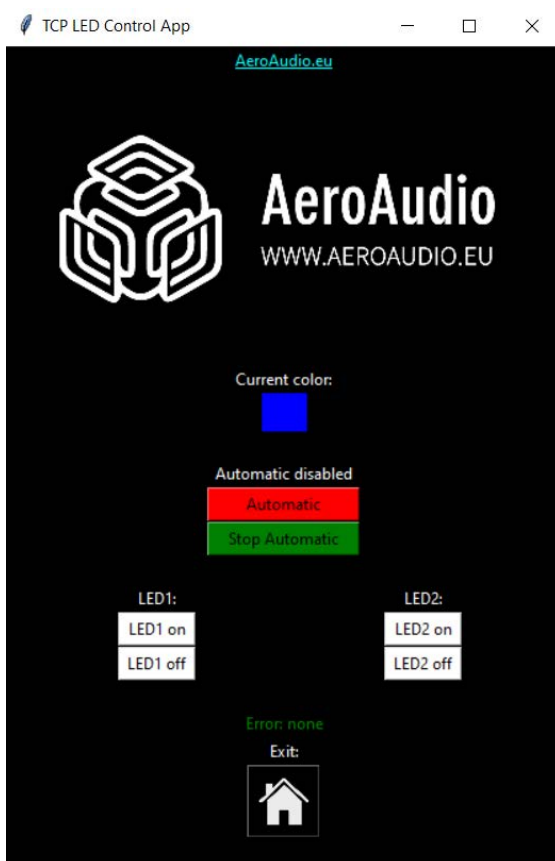 TCP LED Control App
AeroAudio.eu
AeroAudio
WWW.AEROAUDIO.EU
Current color:
Automatic disabled
Automatic
Stop Automatic
LED1:
LED2:
LED1 on
LED2 on
LED1 off
LED2 off
Error: none
Exit: